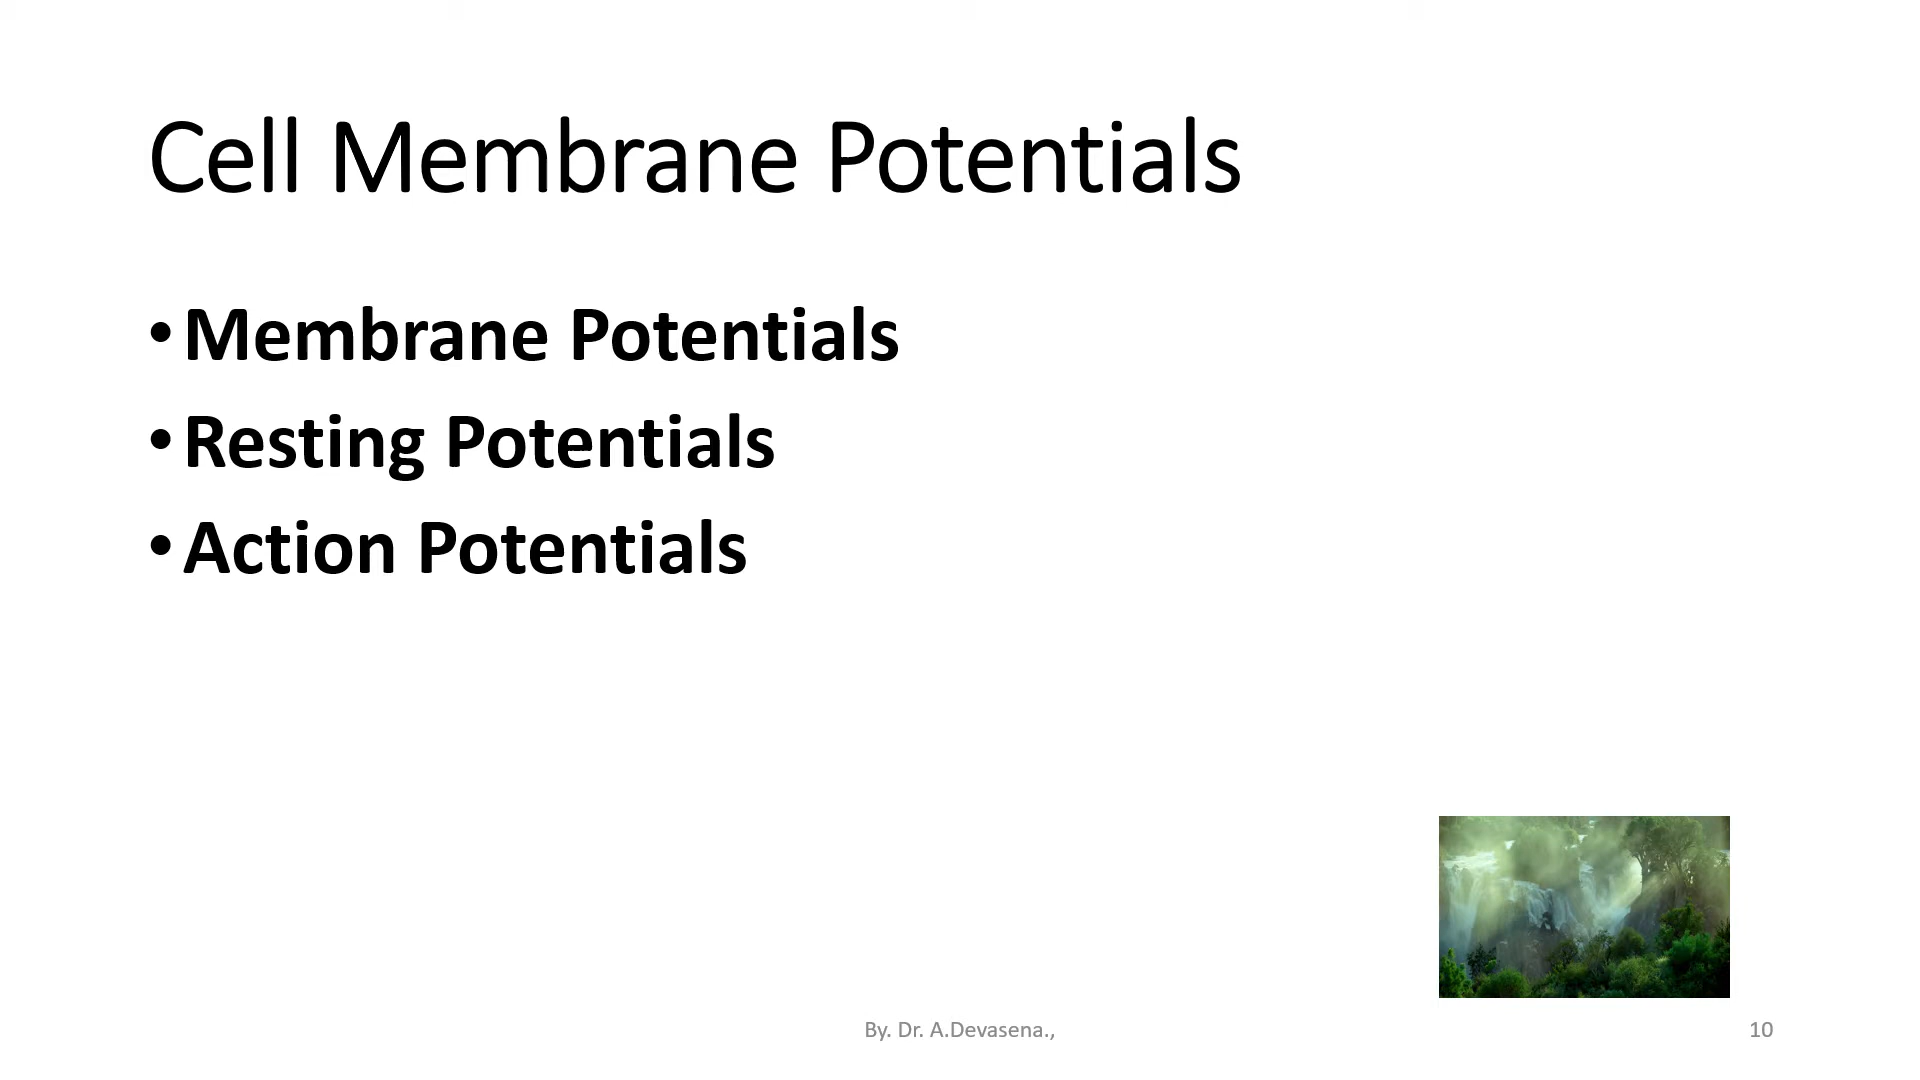 Cell Membrane Potentials
•Membrane Potentials
•Resting Potentials
•Action Potentials
By. Dr. A.Devasena.,
10